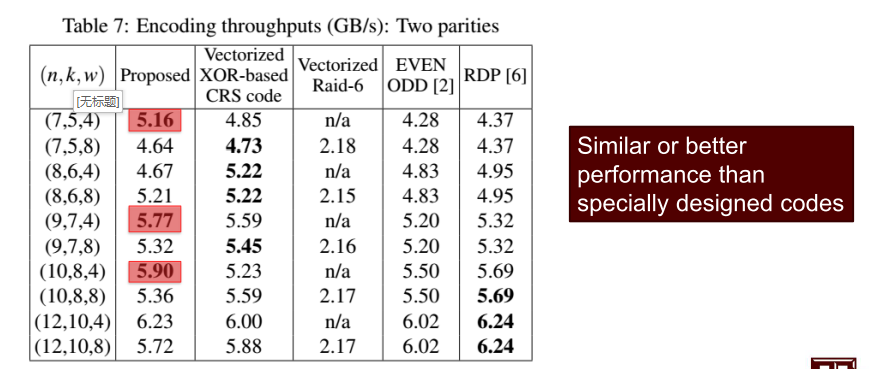 Table 7: Encoding throughputs (GB/s): Two parities
(n,k,w) Proposed Vectorized XOR-based CRS code Vectorized Raid-6 EVEN ODD [2] RDP [6]
[无标题]
(7,5,4) 5.16 4.85 n/a 4.28 4.37
(7,5,8) 4.64 4.73 2.18 4.28 4.37
(8,6,4) 4.67 5.22 n/a 4.83 4.95
(8,6,8) 5.21 5.22 2.15 4.83 4.95
(9,7,4) 5.77 5.59 n/a 5.20 5.32
(9,7,8) 5.32 5.45 2.16 5.20 5.32
(10,8,4) 5.90 5.23 n/a 5.50 5.69
(10,8,8) 5.36 5.59 2.17 5.50 5.69
(12,10,4) 6.23 6.00 n/a 6.02 6.24
(12,10,8) 5.72 5.88 2.17 6.02 6.24
Similar or better
performance than
specially designed codes